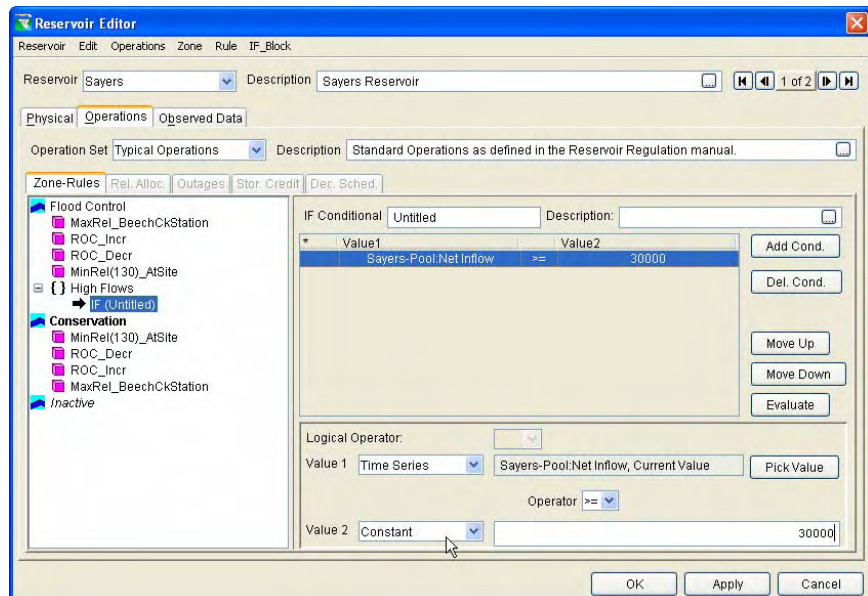 Reservoir Editor
Reservoir Edit Operations Zone Rule IF_Block
Reservoir Sayers Description Sayers Reservoir ... 1 of 2
Physical Operations Observed Data
Operation Set Typical Operations Description Standard Operations as defined in the Reservoir Regulation manual. ...
Zone-Rules Rel. Alloc. Outages Stor. Credit Dec. Sched.
Flood Control
MaxRel_BeechCkStation
ROC_Incr
ROC_Decr
MinRel(130)_AtSite
{ } High Flows
IF (Untitled)
Conservation
MinRel(130)_AtSite
ROC_Decr
ROC_Incr
MaxRel_BeechCkStation
Inactive
IF Conditional Untitled Description: ...
* Value1 Value2
Sayers-Pool:Net Inflow >= 30000
Add Cond.
Del. Cond.
Move Up
Move Down
Evaluate
Logical Operator:
Value 1 Time Series Sayers-Pool:Net Inflow, Current Value Pick Value
Operator >=
Value 2 Constant 30000
OK Apply Cancel